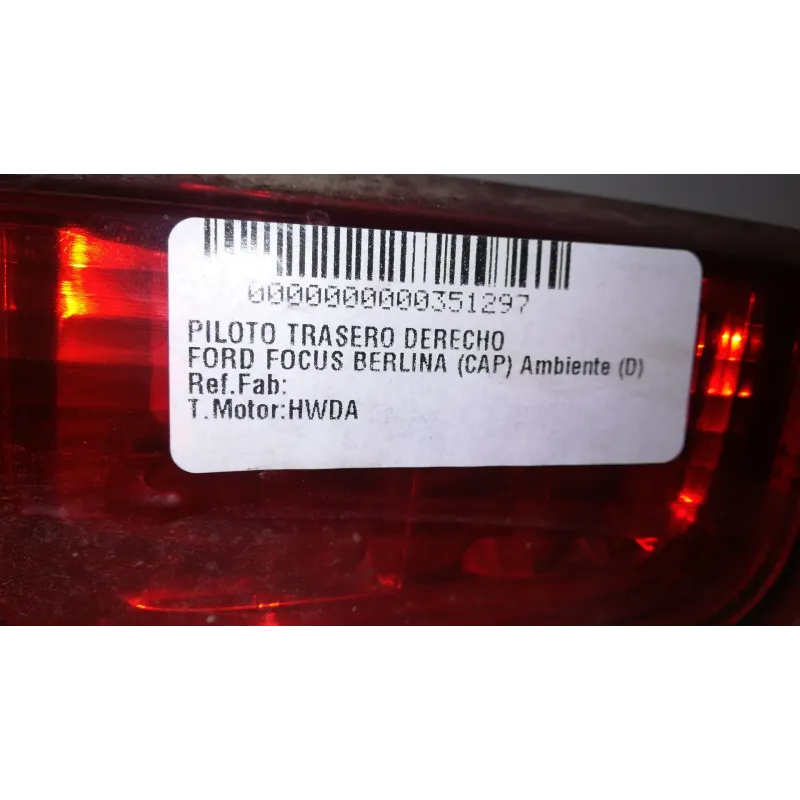 0000000000351297
PILOTO TRASERO DERECHO
FORD FOCUS BERLINA (CAP) Ambiente (D)
Ref.Fab:
T.Motor:HWDA